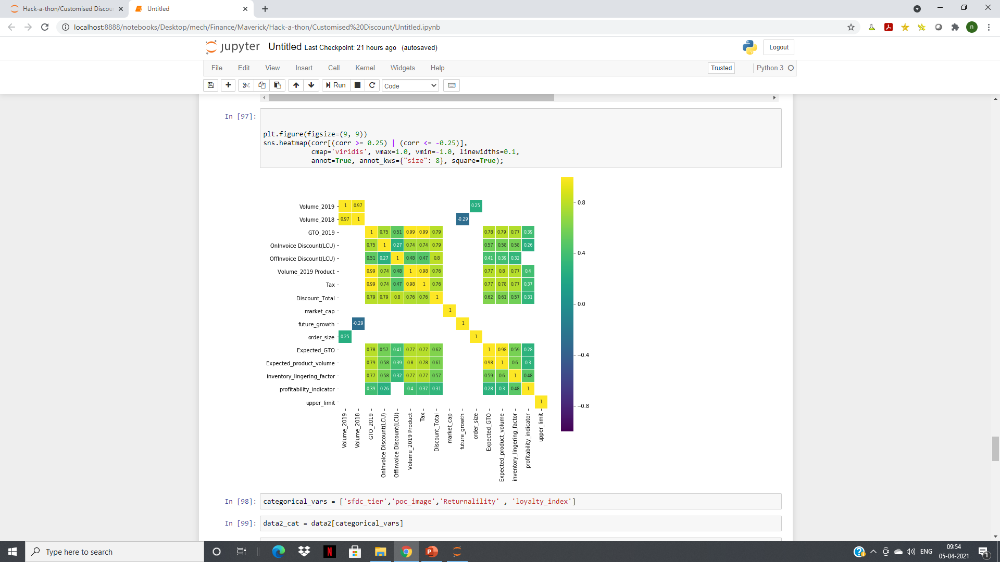 Hack-a-thon/Customised Discou
Untitled
localhost:8888/notebooks/Desktop/mech/Finance/Maverick/Hack-a-thon/Customised%20Discount/Untitled.ipynb
n
jupyter Untitled Last Checkpoint: 21 hours ago (autosaved)
Logout
File Edit View Insert Cell Kernel Widgets Help
Trusted
Python 3
Run
Code
In [97]:
plt.figure(figsize=(9, 9))
sns.heatmap(corr[(corr >= 0.25) | (corr <= -0.25)],
cmap='viridis', vmax=1.0, vmin=-1.0, linewidths=0.1,
annot=True, annot_kws={"size": 8}, square=True);
Volume_2019 1 0.97 0.25
Volume_2018 0.97 1 -0.29
GTO_2019 1 0.75 0.51 0.99 0.99 0.79 0.78 0.79 0.77 0.39
OnInvoice Discount(LCU) 0.75 1 0.27 0.74 0.74 0.79 0.57 0.58 0.58 0.26
OffInvoice Discount(LCU) 0.51 0.27 1 0.48 0.47 0.8 0.41 0.39 0.32
Volume_2019 Product 0.99 0.74 0.48 1 0.98 0.76 0.77 0.8 0.77 0.4
Tax 0.99 0.74 0.47 0.98 1 0.76 0.77 0.78 0.77 0.37
Discount_Total 0.79 0.79 0.8 0.76 0.76 1 0.62 0.61 0.57 0.31
market_cap 1
future_growth -0.29 1
order_size 0.25 1
Expected_GTO 0.78 0.57 0.41 0.77 0.77 0.62 1 0.98 0.59 0.28
Expected_product_volume 0.79 0.58 0.39 0.8 0.78 0.61 0.98 1 0.6 0.3
inventory_lingering_factor 0.77 0.58 0.32 0.77 0.77 0.57 0.59 0.6 1 0.48
profitability_indicator 0.39 0.26 0.4 0.37 0.31 0.28 0.3 0.48 1
upper_limit 1
Volume_2019
Volume_2018
GTO_2019
OnInvoice Discount(LCU)
OffInvoice Discount(LCU)
Volume_2019 Product
Tax
Discount_Total
market_cap
future_growth
order_size
Expected_GTO
Expected_product_volume
inventory_lingering_factor
profitability_indicator
upper_limit
0.8
0.4
0.0
−0.4
−0.8
In [98]:
categorical_vars = ['sfdc_tier','poc_image','Returnalility' , 'loyalty_index']
In [99]:
data2_cat = data2[categorical_vars]
Type here to search
N
P
ENG
09:54
05-04-2021
1